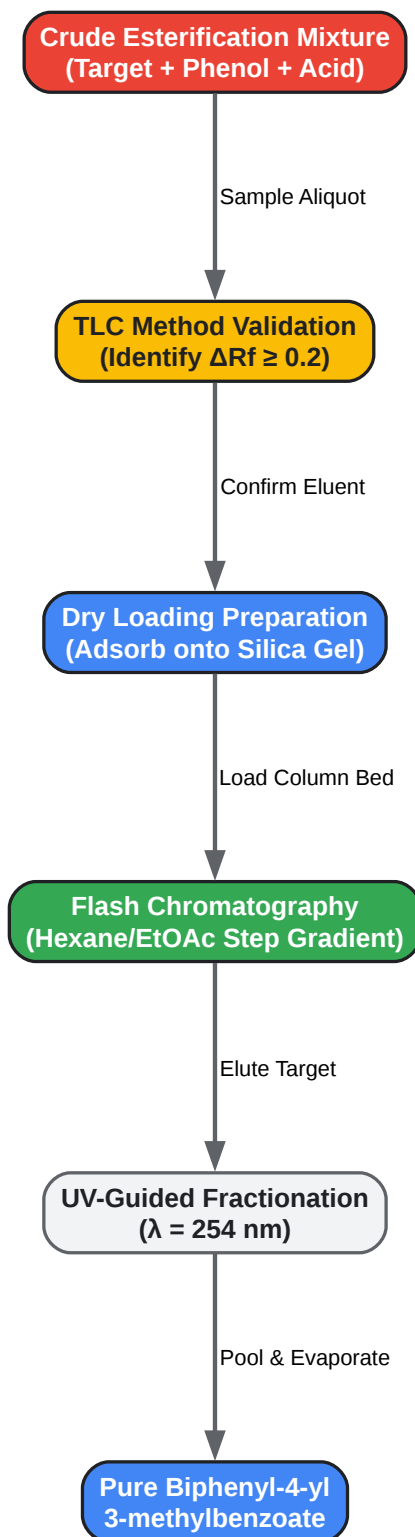 Crude Esterification Mixture
(Target + Phenol + Acid)
Sample Aliquot
TLC Method Validation
(Identify ΔRf ≥ 0.2)
Confirm Eluent
Dry Loading Preparation
(Adsorb onto Silica Gel)
Load Column Bed
Flash Chromatography
(Hexane/EtOAc Step Gradient)
Elute Target
UV-Guided Fractionation
(λ = 254 nm)
Pool & Evaporate
Pure Biphenyl-4-yl
3-methylbenzoate